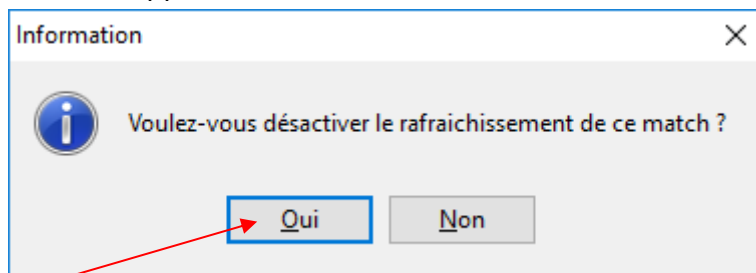 Information
Voulez-vous désactiver le rafraichissement de ce match ?
Oui
Non